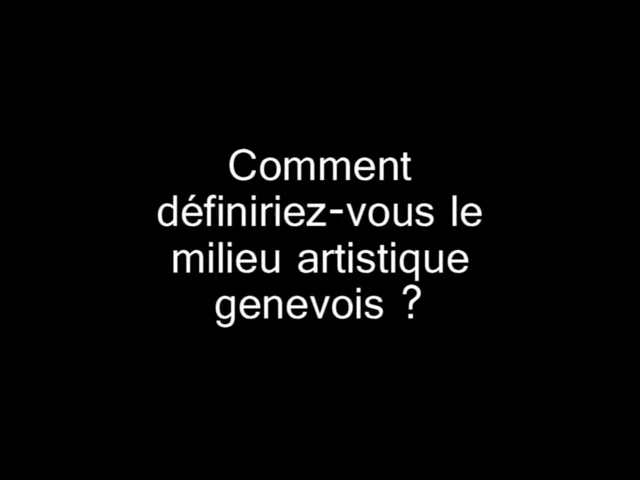 Comment
définiriez-vous le
milieu artistique
genevois ?